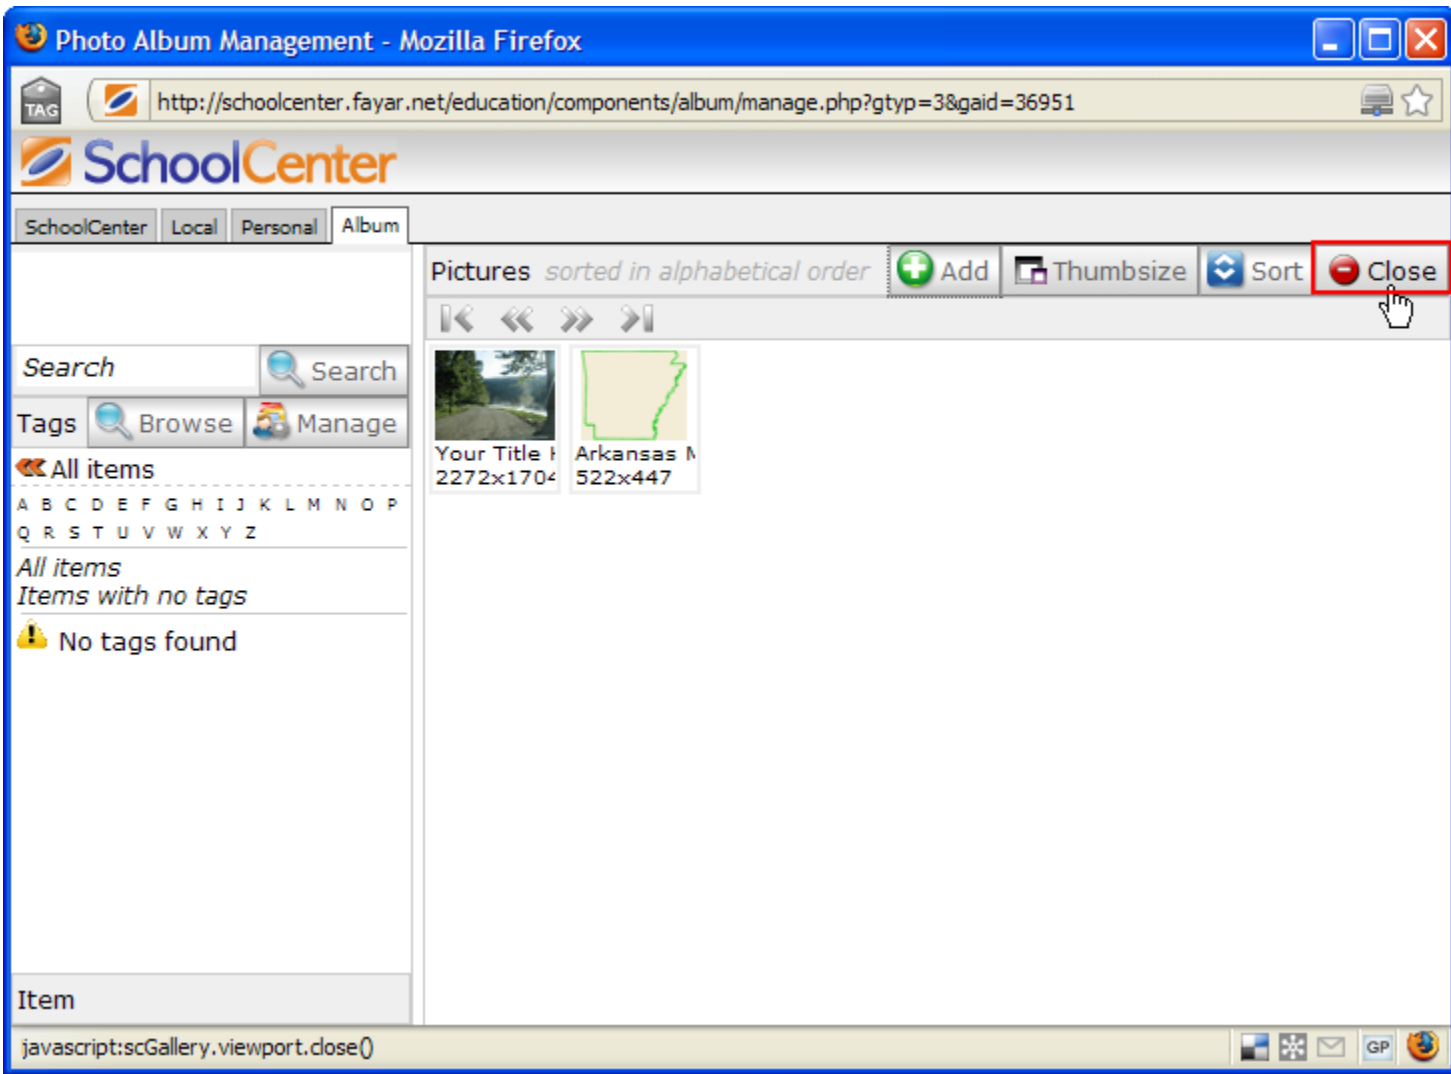 Photo Album Management - Mozilla Firefox
TAG
http://schoolcenter.fayar.net/education/components/album/manage.php?gtyp=3&gaid=36951
SchoolCenter
SchoolCenter Local Personal Album
Pictures sorted in alphabetical order Add Thumbsize Sort Close
Search Search
Tags Browse Manage
All items
A B C D E F G H I J K L M N O P
Q R S T U V W X Y Z
All items
Items with no tags
No tags found
Your Title
2272x1704
Arkansas
522x447
Item
javascript:scGallery.viewport.close()
GP